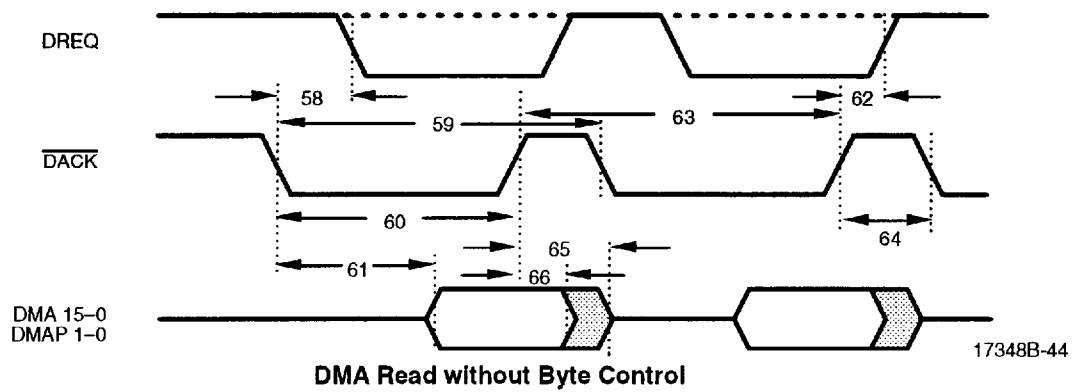 DREQ
58
62
59
63
DACK
60
64
65
61
66
DMA 15–0
DMAP 1–0
17348B-44
DMA Read without Byte Control